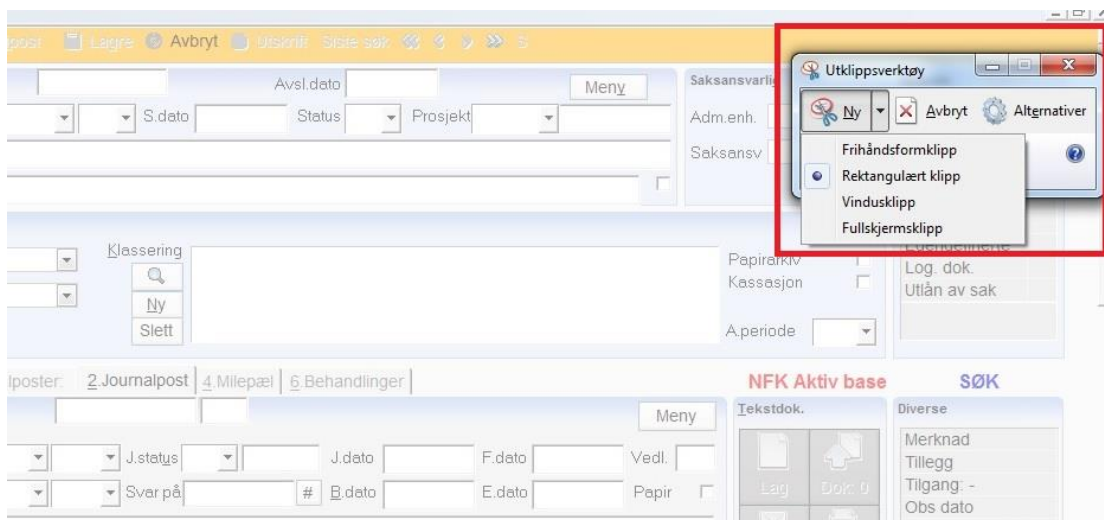 post Lagre Avbryt Utskrift Siste søk S
Avsl.dato
Meny
S.dato Status Prosjekt
Saksansvarlig
Adm.enh.
Saksansv
Utklippsverktøy
Ny Avbryt Alternativer
Frihåndsformklipp
Rektangulært klipp
Vindusklipp
Fullskjermsklipp
Klassering
Ny
Slett
Papirarkiv
Kassasjon
A.periode
Log. dok.
Utlån av sak
lposter: 2.Journalpost 4.Milepæl 6.Behandlinger
NFK Aktiv base SØK
Meny
Tekstdok.
Diverse
J.status J.dato F.dato Vedl.
Svar på # B.dato E.dato Papir
Lag Dok: 0
Merknad
Tillegg
Tilgang: -
Obs dato